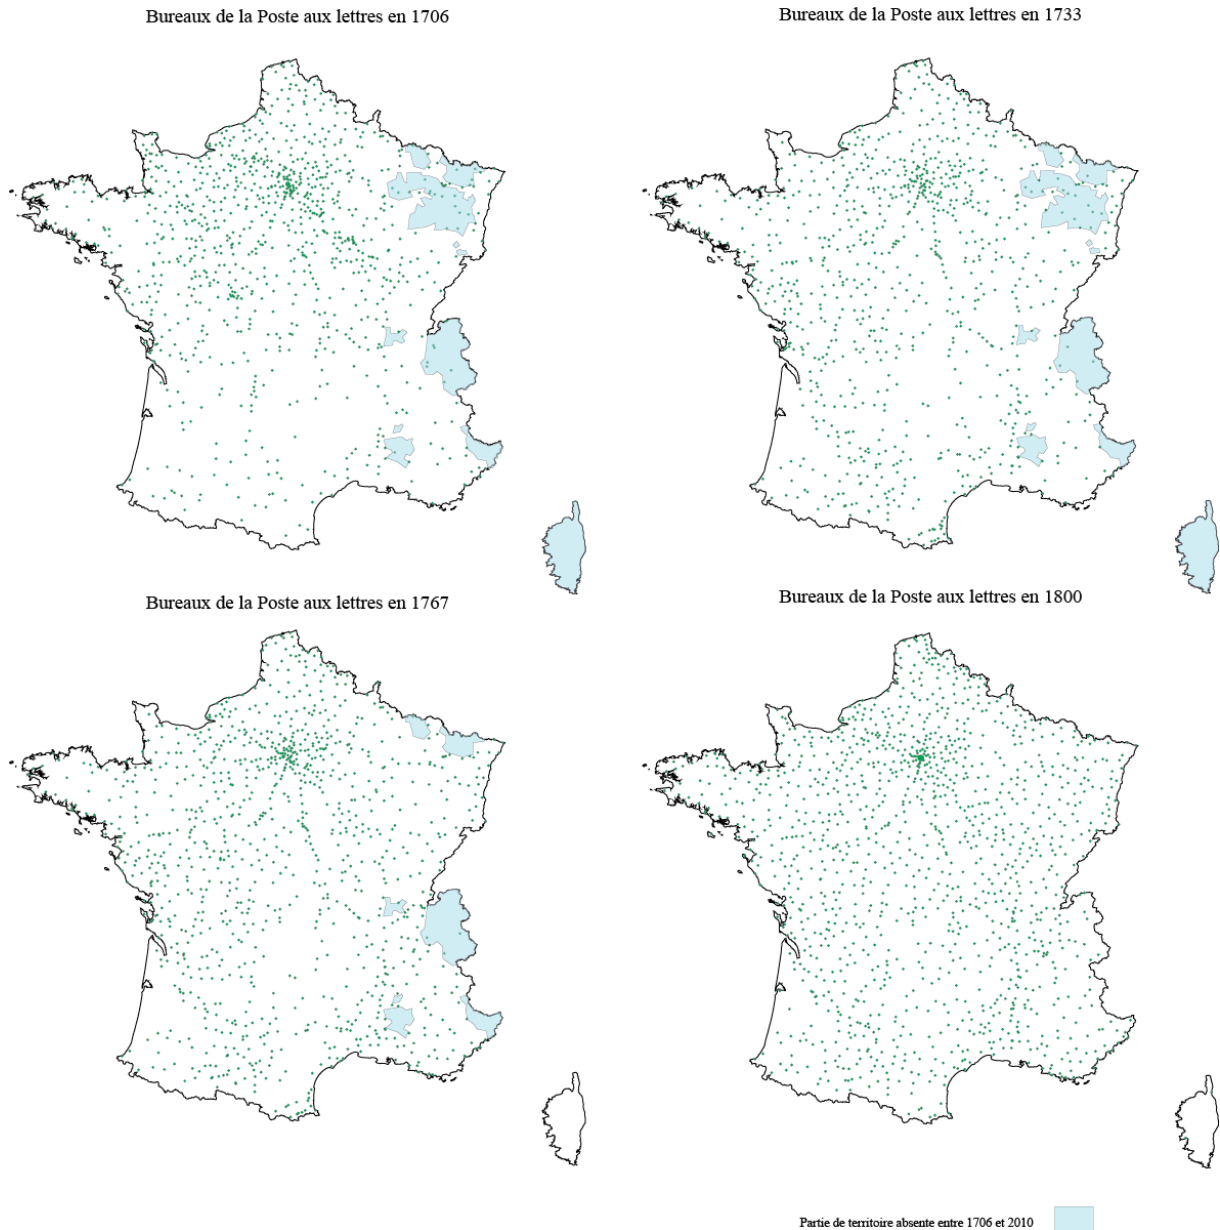 Bureaux de la Poste aux lettres en 1706
Bureaux de la Poste aux lettres en 1733
Bureaux de la Poste aux lettres en 1767
Bureaux de la Poste aux lettres en 1800
Partie de territoire absente entre 1706 et 2010